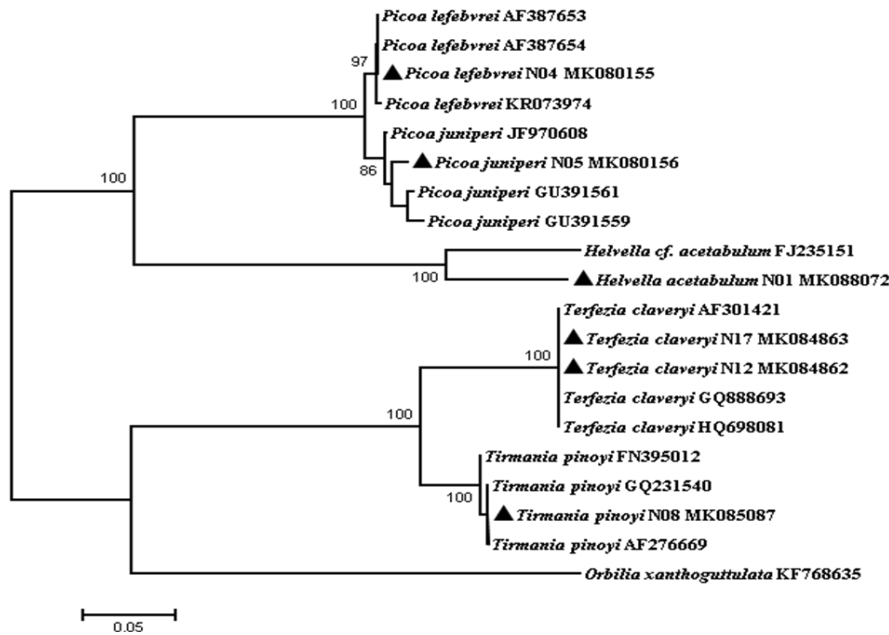 Picoa lefebvrei AF387653
Picoa lefebvrei AF387654
97
Picoa lefebvrei N04 MK080155
100
Picoa lefebvrei KR073974
Picoa juniperi JF970608
Picoa juniperi N05 MK080156
86
100
Picoa juniperi GU391561
Picoa juniperi GU391559
Helvella cf. acetabulum FJ235151
100
Helvella acetabulum N01 MK088072
Terfezia claveryi AF301421
Terfezia claveryi N17 MK084863
100
Terfezia claveryi N12 MK084862
Terfezia claveryi GQ888693
100
Terfezia claveryi HQ698081
Tirmania pinoyi FN395012
Tirmania pinoyi GQ231540
100
Tirmania pinoyi N08 MK085087
Tirmania pinoyi AF276669
Orbilia xanthoguttulata KF768635
0.05